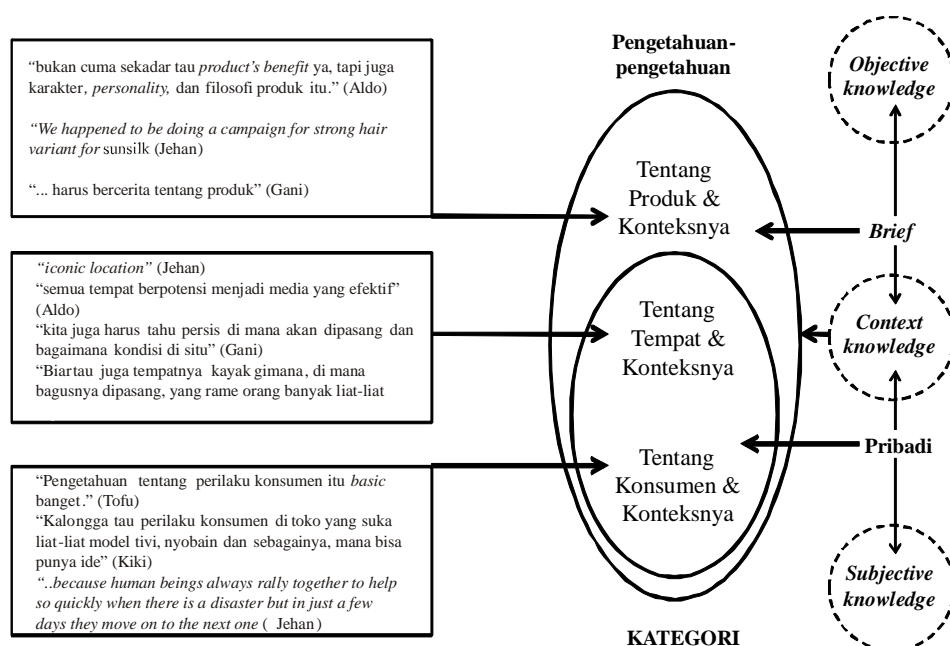 “bukan cuma sekadar tau product’s benefit ya, tapi juga
karakter, personality, dan filosofi produk itu.” (Aldo)
“We happened to be doing a campaign for strong hair
variant for sunsilk (Jehan)
“... harus bercerita tentang produk” (Gani)
“iconic location” (Jehan)
“semua tempat berpotensi menjadi media yang efektif”
(Aldo)
“kita juga harus tahu persis di mana akan dipasang dan
bagaimana kondisi di situ” (Gani)
“Biartau juga tempatnya kayak gimana, di mana
bagusnya dipasang, yang rame orang banyak liat-liat
“Pengetahuan tentang perilaku konsumen itu basic
banget.” (Tofu)
“Kalongga tau perilaku konsumen di toko yang suka
liat-liat model tivi, nyobain dan sebagainya, mana bisa
punya ide” (Kiki)
“..because human beings always rally together to help
so quickly when there is a disaster but in just a few
days they move on to the next one ( Jehan)
Pengetahuan-
pengetahuan
Tentang
Produk &
Konteksnya
Tentang
Tempat &
Konteksnya
Tentang
Konsumen &
Konteksnya
KATEGORI
Objective
knowledge
Brief
Context
knowledge
Pribadi
Subjective
knowledge